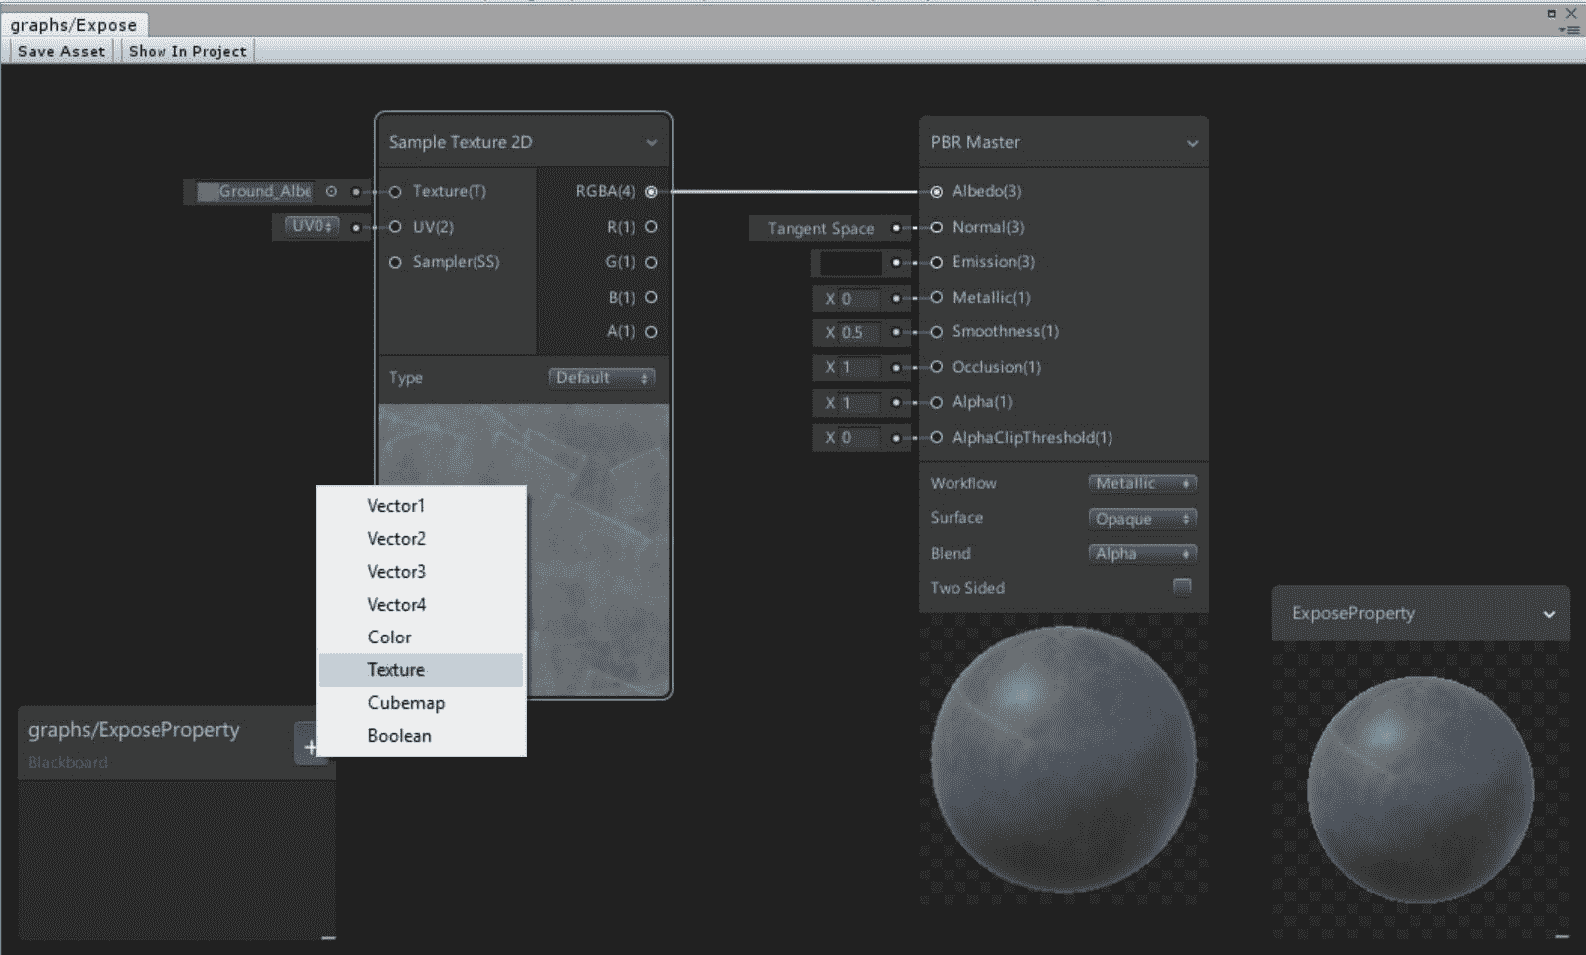 graphs/Expose
Save Asset
Show In Project
Sample Texture 2D
Ground_Albe
Texture(T)
RGBA(4)
UV0
UV(2)
R(1)
Sampler(SS)
G(1)
B(1)
A(1)
Type
Default
PBR Master
Albedo(3)
Tangent Space
Normal(3)
Emission(3)
X 0
Metallic(1)
X 0.5
Smoothness(1)
X 1
Occlusion(1)
X 1
Alpha(1)
X 0
AlphaClipThreshold(1)
Workflow
Metallic
Surface
Opaque
Blend
Alpha
Two Sided
Vector1
Vector2
Vector3
Vector4
Color
Texture
Cubemap
Boolean
graphs/ExposeProperty
+
Blackboard
ExposeProperty